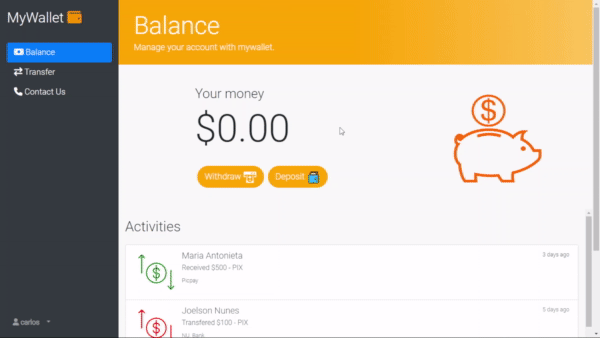 MyWallet
Balance
Transfer
Contact Us
carlos
Balance
Manage your account with mywallet.
Your money
$0.00
Withdraw
Deposit
$
Activities
Maria Antonieta
3 days ago
Received $500 - PIX
Picpay
$
Joelson Nunes
5 days ago
Transfered $100 - PIX
NU, Bank
$